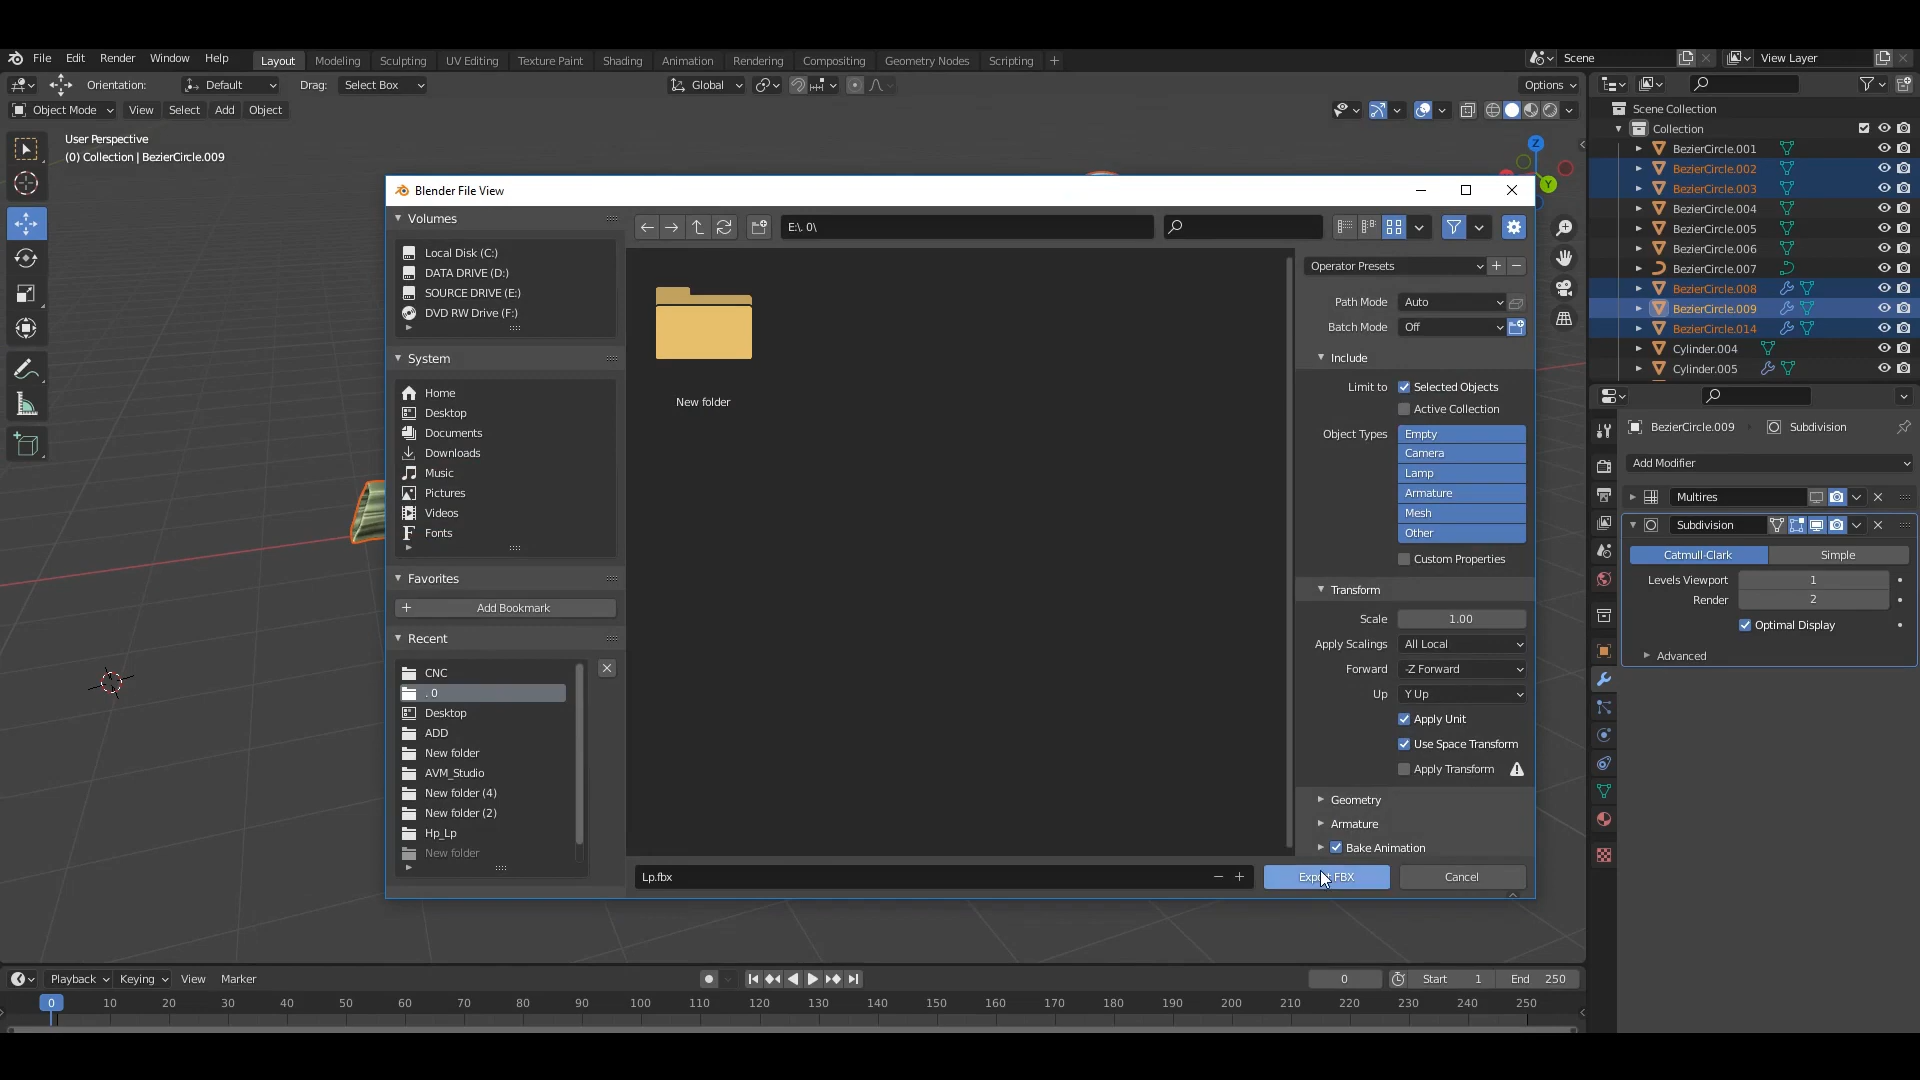 File Edit Render Window Help Layout Modeling Sculpting UV Editing Texture Paint Shading Animation Rendering Compositing Geometry Nodes Scripting + Scene View Layer
Orientation: Default Drag: Select Box Global Options
Object Mode View Select Add Object
User Perspective
(0) Collection | BezierCircle.009
Z
Y
Blender File View
Volumes
Local Disk (C:)
DATA DRIVE (D:)
SOURCE DRIVE (E:)
DVD RW Drive (F:)
System
Home
Desktop
Documents
Downloads
Music
Pictures
Videos
Fonts
Favorites
+ Add Bookmark
Recent
CNC
. 0
Desktop
ADD
New folder
AVM_Studio
New folder (4)
New folder (2)
Hp_Lp
New folder
E:\. 0\
New folder
Lp.fbx
Operator Presets
Path Mode Auto
Batch Mode Off
Include
Limit to Selected Objects
Active Collection
Object Types Empty
Camera
Lamp
Armature
Mesh
Other
Custom Properties
Transform
Scale 1.00
Apply Scalings All Local
Forward -Z Forward
Up Y Up
Apply Unit
Use Space Transform
Apply Transform
Geometry
Armature
Bake Animation
Export FBX Cancel
Scene Collection
Collection
BezierCircle.001
BezierCircle.002
BezierCircle.003
BezierCircle.004
BezierCircle.005
BezierCircle.006
BezierCircle.007
BezierCircle.008
BezierCircle.009
BezierCircle.014
Cylinder.004
Cylinder.005
BezierCircle.009 Subdivision
Add Modifier
Multires
Subdivision
Catmull-Clark Simple
Levels Viewport 1
Render 2
Optimal Display
Advanced
Playback Keying View Marker 0 Start 1 End 250
0 10 20 30 40 50 60 70 80 90 100 110 120 130 140 150 160 170 180 190 200 210 220 230 240 250